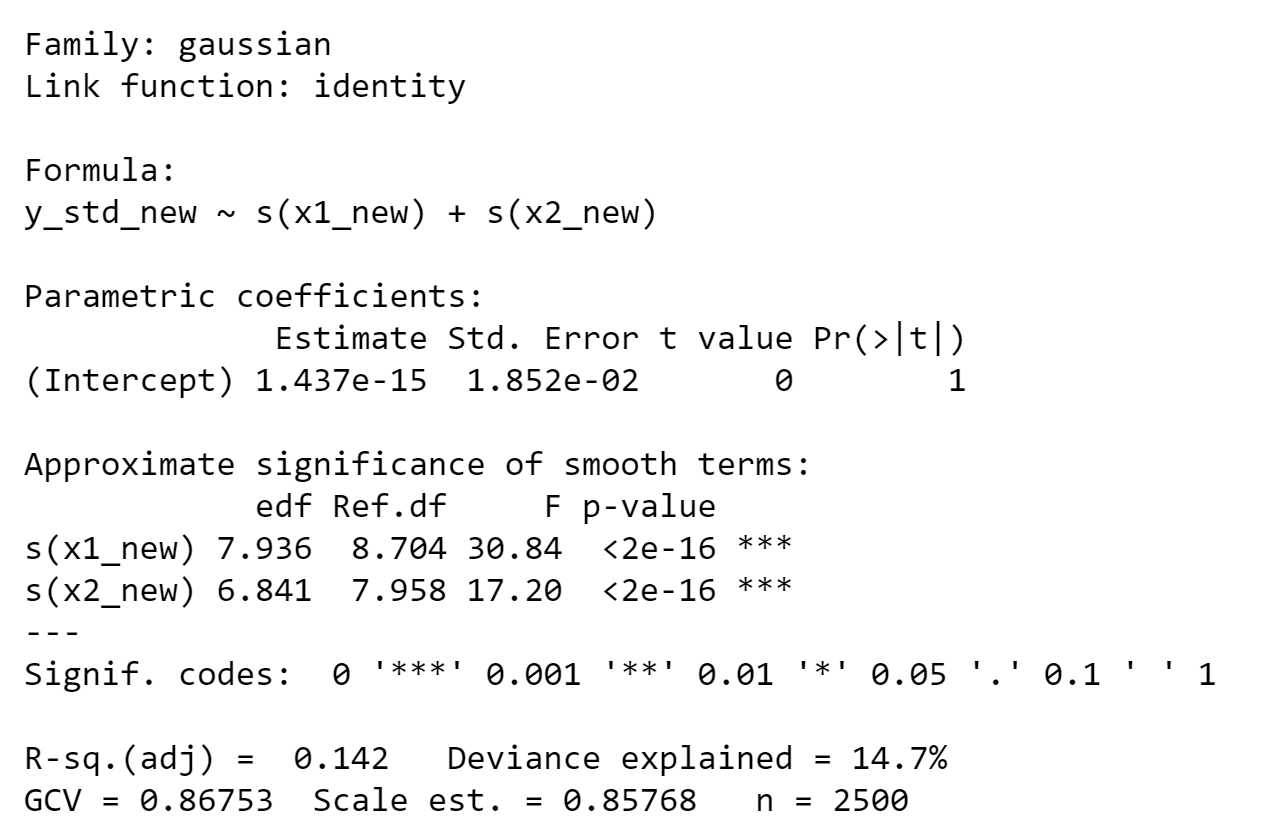 Family: gaussian
Link function: identity

Formula:
y_std_new ~ s(x1_new) + s(x2_new)

Parametric coefficients:
            Estimate Std. Error t value Pr(>|t|)
(Intercept) 1.437e-15  1.852e-02       0        1

Approximate significance of smooth terms:
            edf Ref.df     F p-value
s(x1_new) 7.936  8.704 30.84  <2e-16 ***
s(x2_new) 6.841  7.958 17.20  <2e-16 ***
---
Signif. codes:  0 '***' 0.001 '**' 0.01 '*' 0.05 '.' 0.1 ' ' 1

R-sq.(adj) =  0.142   Deviance explained = 14.7%
GCV = 0.86753  Scale est. = 0.85768   n = 2500